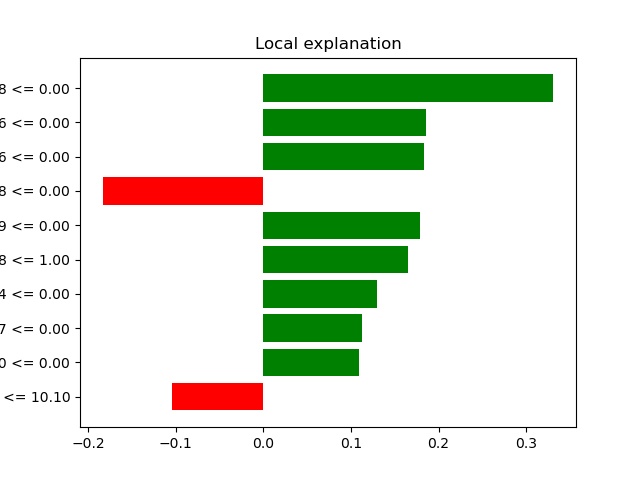 Local explanation
8 <= 0.00
6 <= 0.00
6 <= 0.00
8 <= 0.00
9 <= 0.00
8 <= 1.00
4 <= 0.00
7 <= 0.00
0 <= 0.00
<= 10.10
−0.2 −0.1 0.0 0.1 0.2 0.3